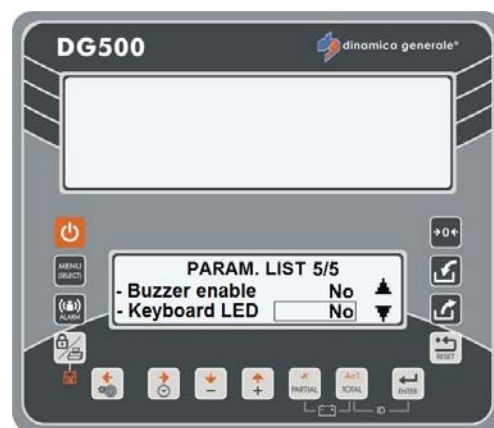 DG500
dinamica generale®
→0←
MENU
(SELECT)
PARAM. LIST 5/5
- Buzzer enable No
- Keyboard LED No
ALARM
RESET
PARTIAL
TOTAL
ENTER
ID